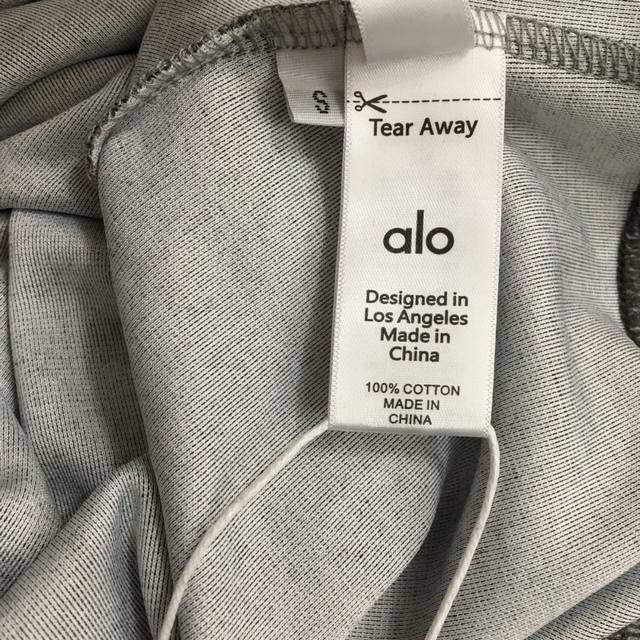 S
Tear Away
alo
Designed in
Los Angeles
Made in
China
100% COTTON
MADE IN
CHINA